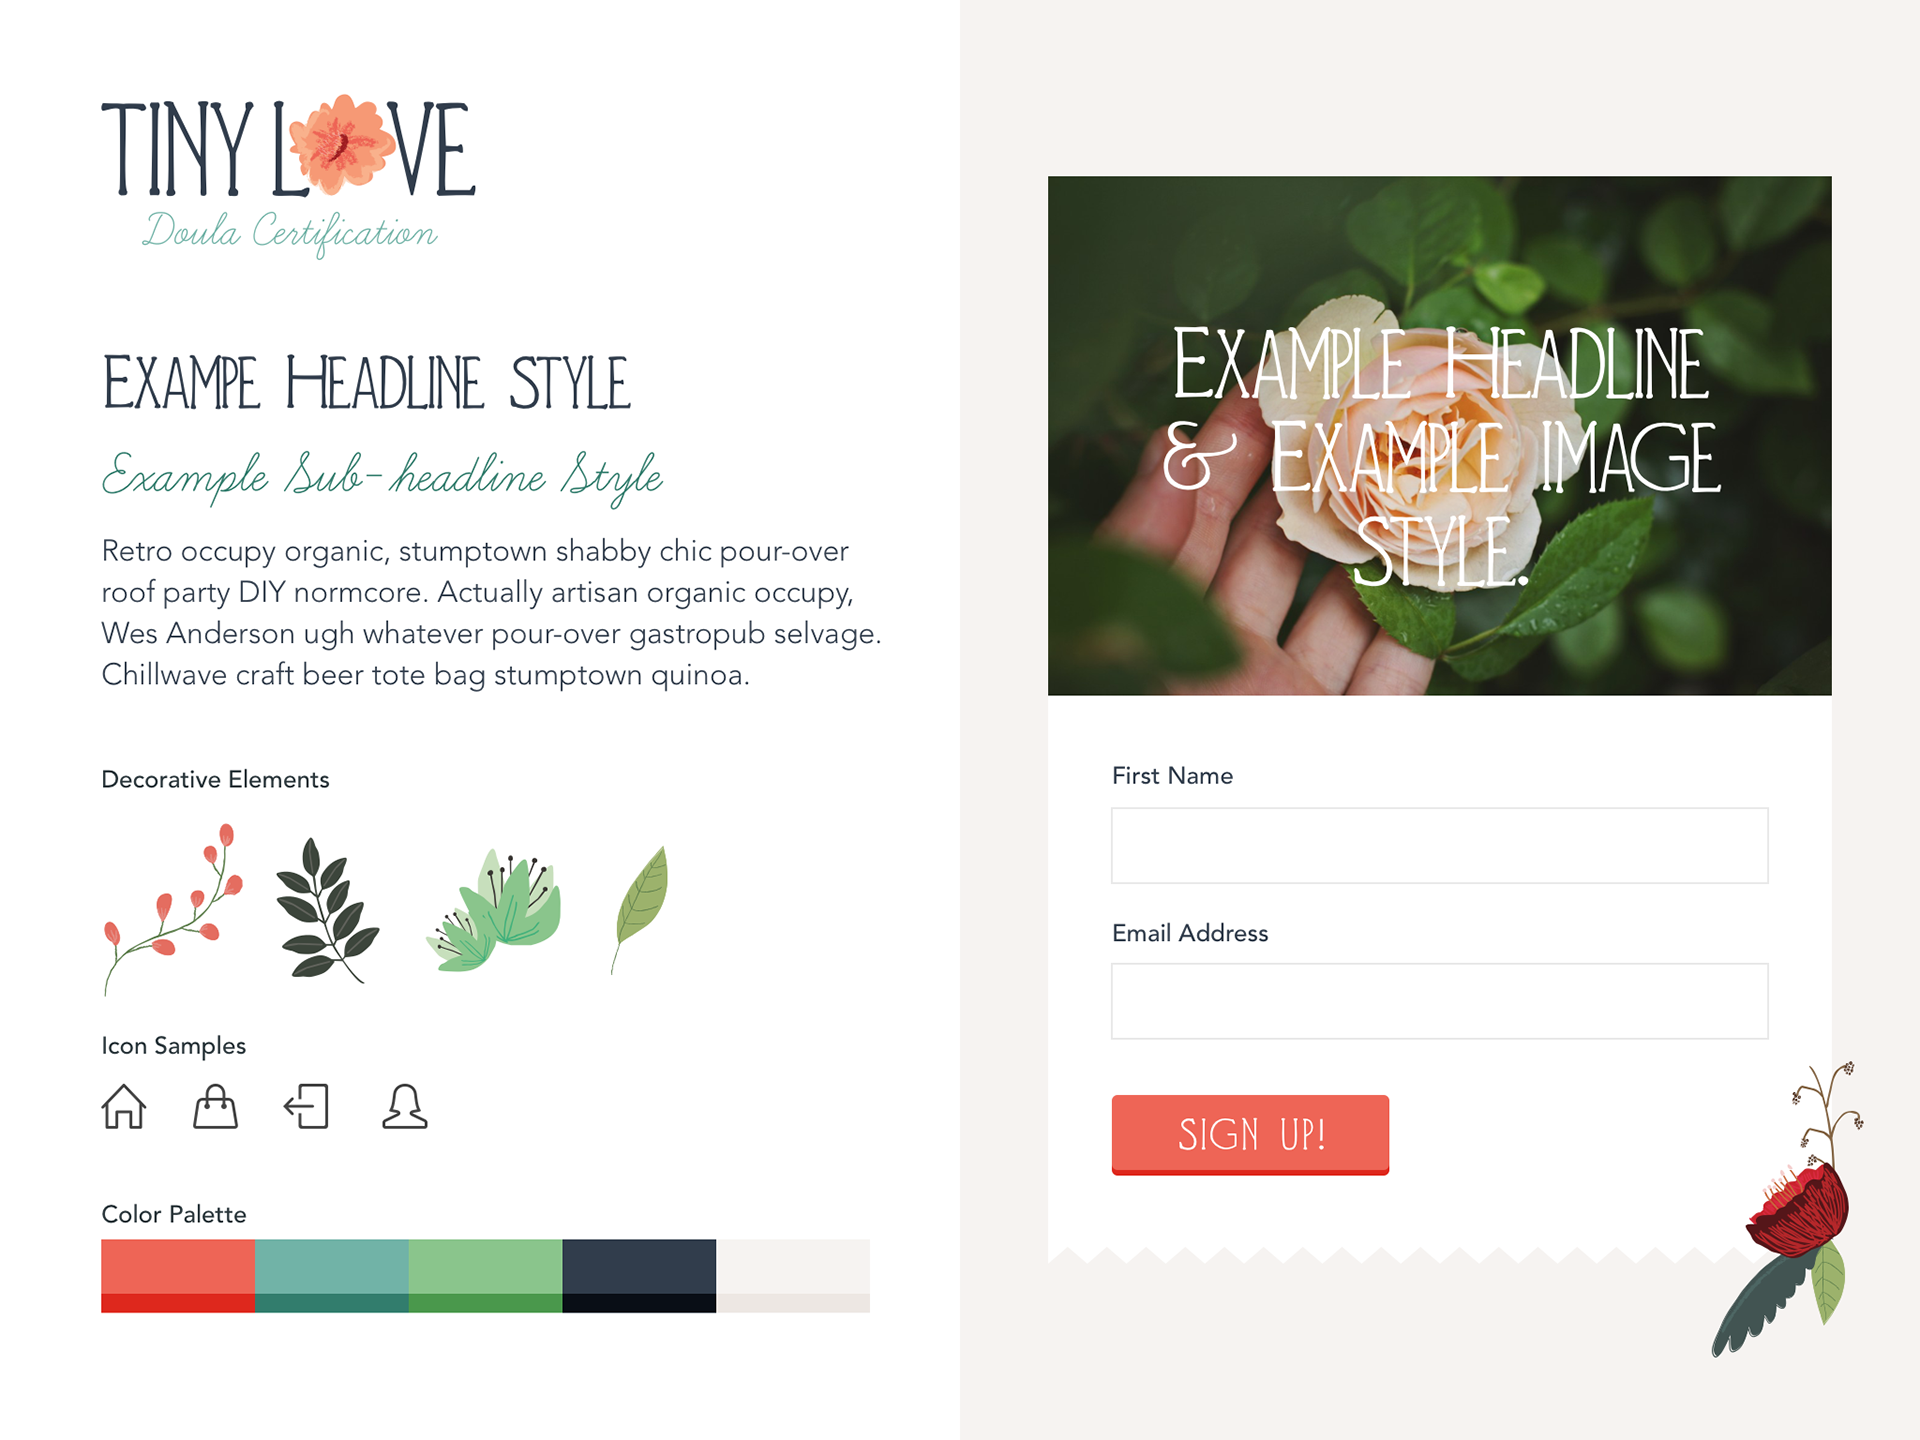 TINY LOVE
Doula Certification
EXAMPE HEADLINE STYLE
Example Sub-headline Style
Retro occupy organic, stumptown shabby chic pour-over
roof party DIY normcore. Actually artisan organic occupy,
Wes Anderson ugh whatever pour-over gastropub selvage.
Chillwave craft beer tote bag stumptown quinoa.
Decorative Elements
Icon Samples
Color Palette
EXAMPLE HEADLINE
& EXAMPLE IMAGE
STYLE.
First Name
Email Address
SIGN UP!